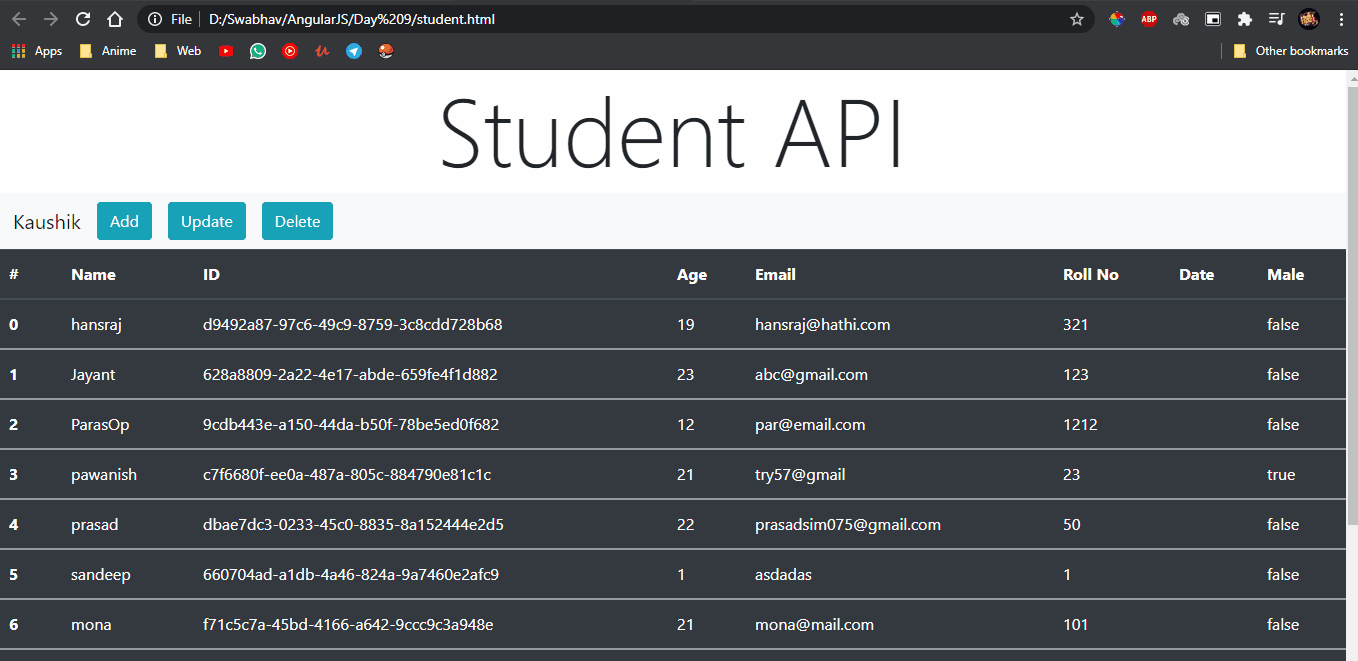 File D:/Swabhav/AngularJS/Day%209/student.html ABP
Apps Anime Web Other bookmarks
Student API
Kaushik Add Update Delete
# Name ID Age Email Roll No Date Male
0 hansraj d9492a87-97c6-49c9-8759-3c8cdd728b68 19 hansraj@hathi.com 321 false
1 Jayant 628a8809-2a22-4e17-abde-659fe4f1d882 23 abc@gmail.com 123 false
2 ParasOp 9cdb443e-a150-44da-b50f-78be5ed0f682 12 par@email.com 1212 false
3 pawanish c7f6680f-ee0a-487a-805c-884790e81c1c 21 try57@gmail 23 true
4 prasad dbae7dc3-0233-45c0-8835-8a152444e2d5 22 prasadsim075@gmail.com 50 false
5 sandeep 660704ad-a1db-4a46-824a-9a7460e2afc9 1 asdadas 1 false
6 mona f71c5c7a-45bd-4166-a642-9ccc9c3a948e 21 mona@mail.com 101 false